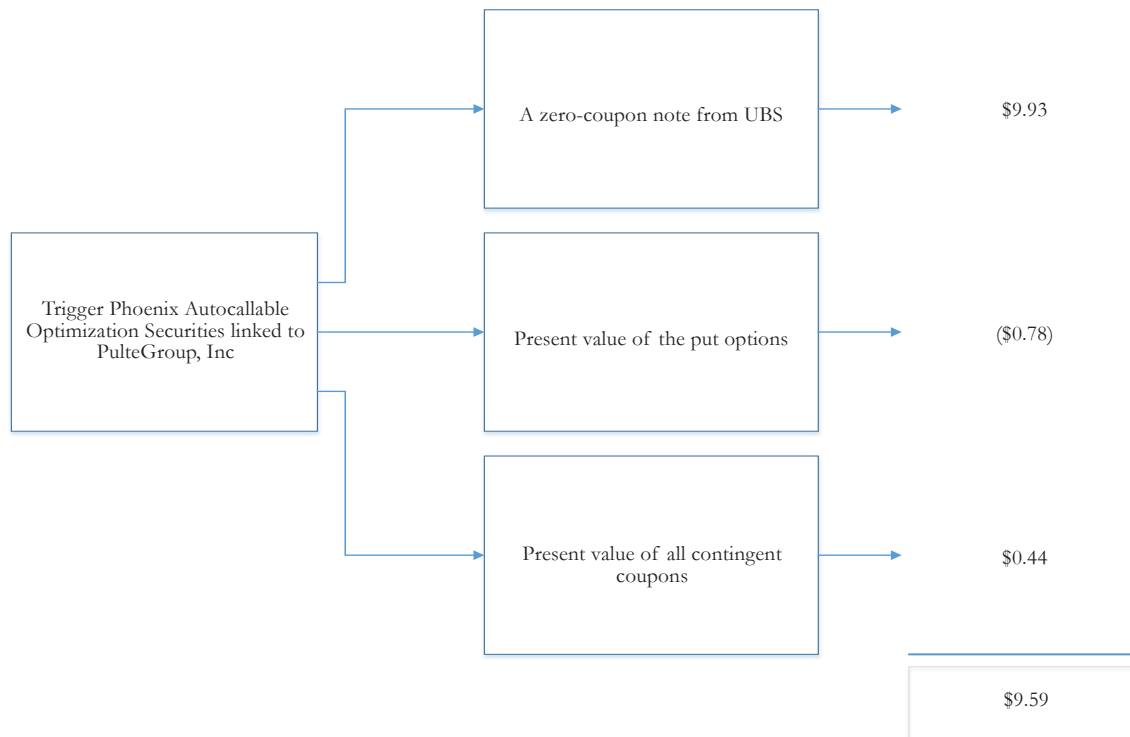 A zero-coupon note from UBS
$9.93
Trigger Phoenix Autocallable
Optimization Securities linked to
PulteGroup, Inc
Present value of the put options
($0.78)
Present value of all contingent
coupons
$0.44
$9.59